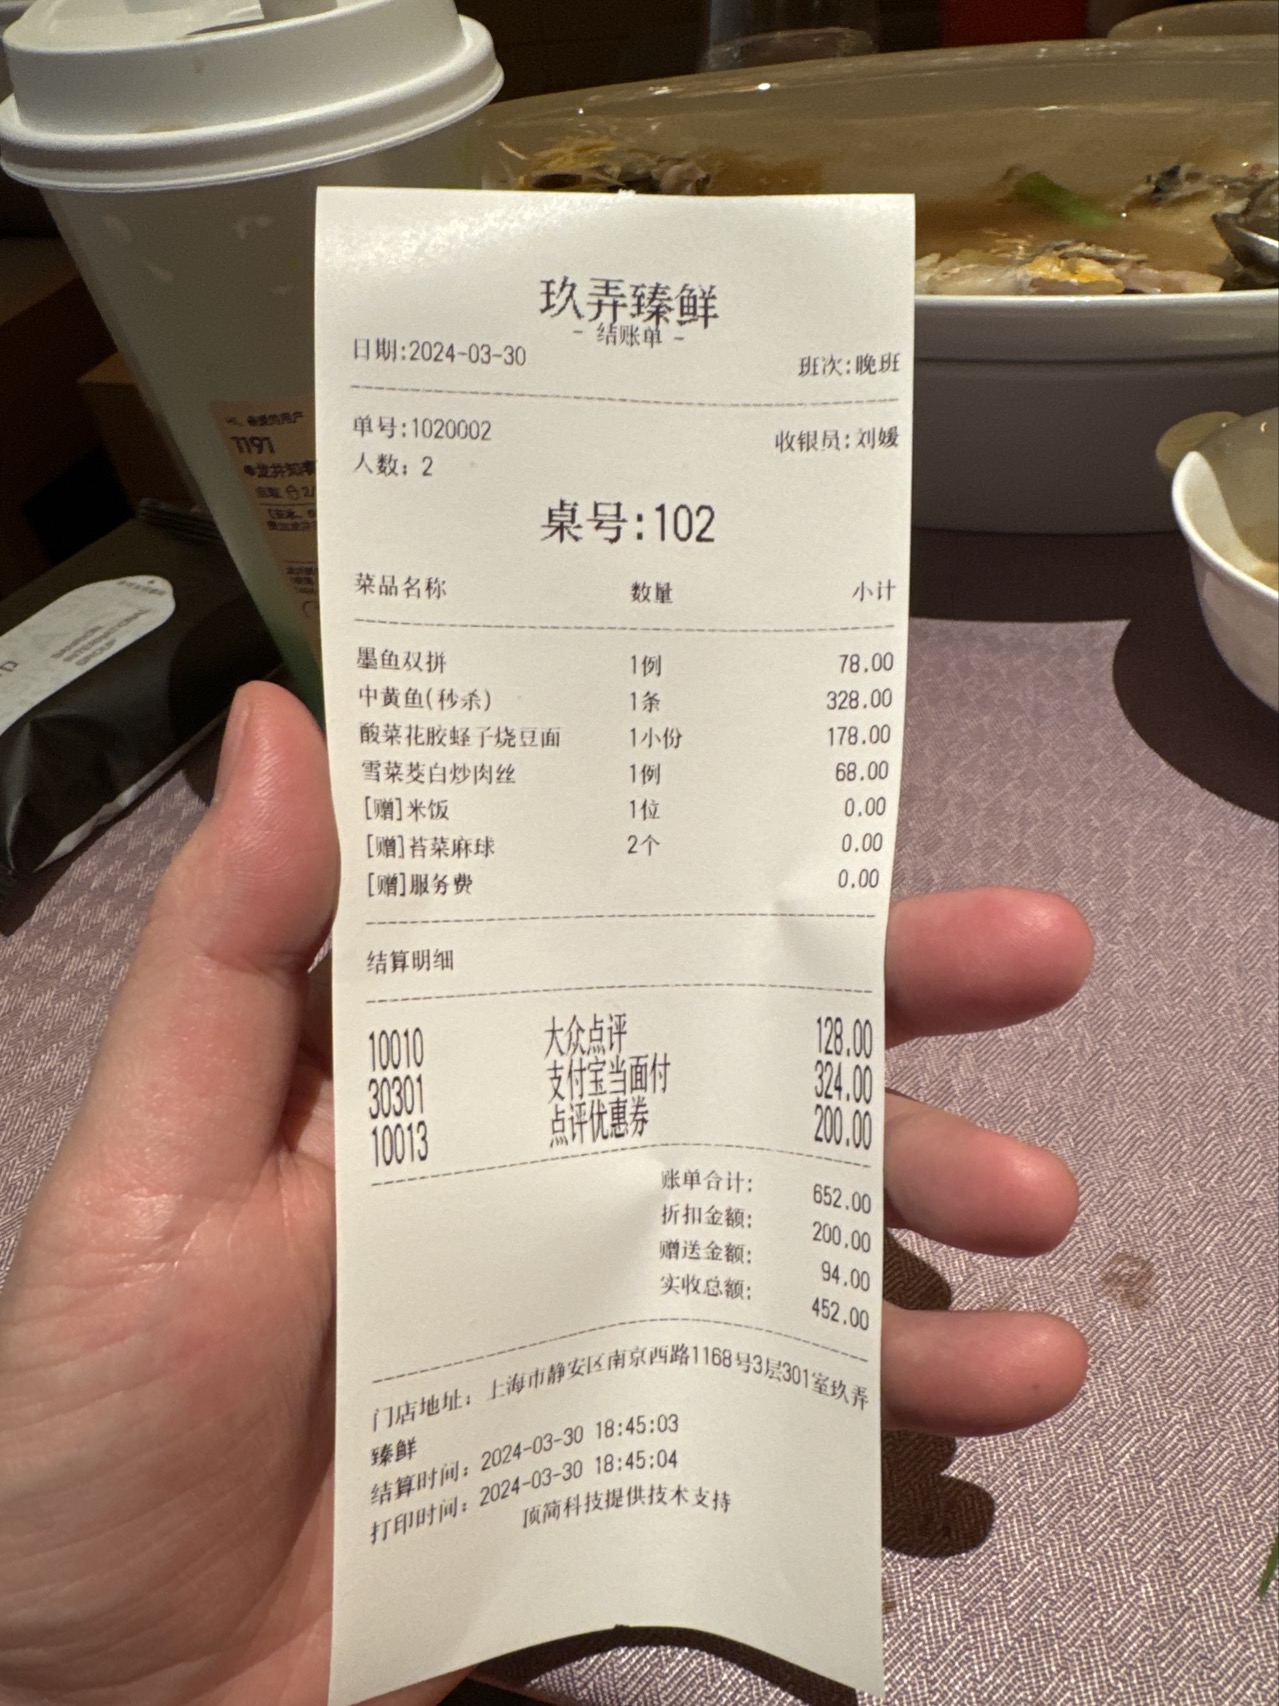 玖弄臻鲜
- 结账单 -
日期:2024-03-30 班次:晚班
单号:1020002 收银员:刘媛
人数：2
桌号:102
菜品名称 数量 小计
墨鱼双拼 1例 78.00
中黄鱼(秒杀) 1条 328.00
酸菜花胶蛏子烧豆面 1小份 178.00
雪菜茭白炒肉丝 1例 68.00
[赠]米饭 1位 0.00
[赠]苔菜麻球 2个 0.00
[赠]服务费 0.00
结算明细
10010 大众点评 128.00
30301 支付宝当面付 324.00
10013 点评优惠券 200.00
账单合计: 652.00
折扣金额: 200.00
赠送金额: 94.00
实收总额: 452.00
门店地址：上海市静安区南京西路1168号3层301室玖弄
臻鲜
结算时间：2024-03-30 18:45:03
打印时间：2024-03-30 18:45:04
顶简科技提供技术支持
1191